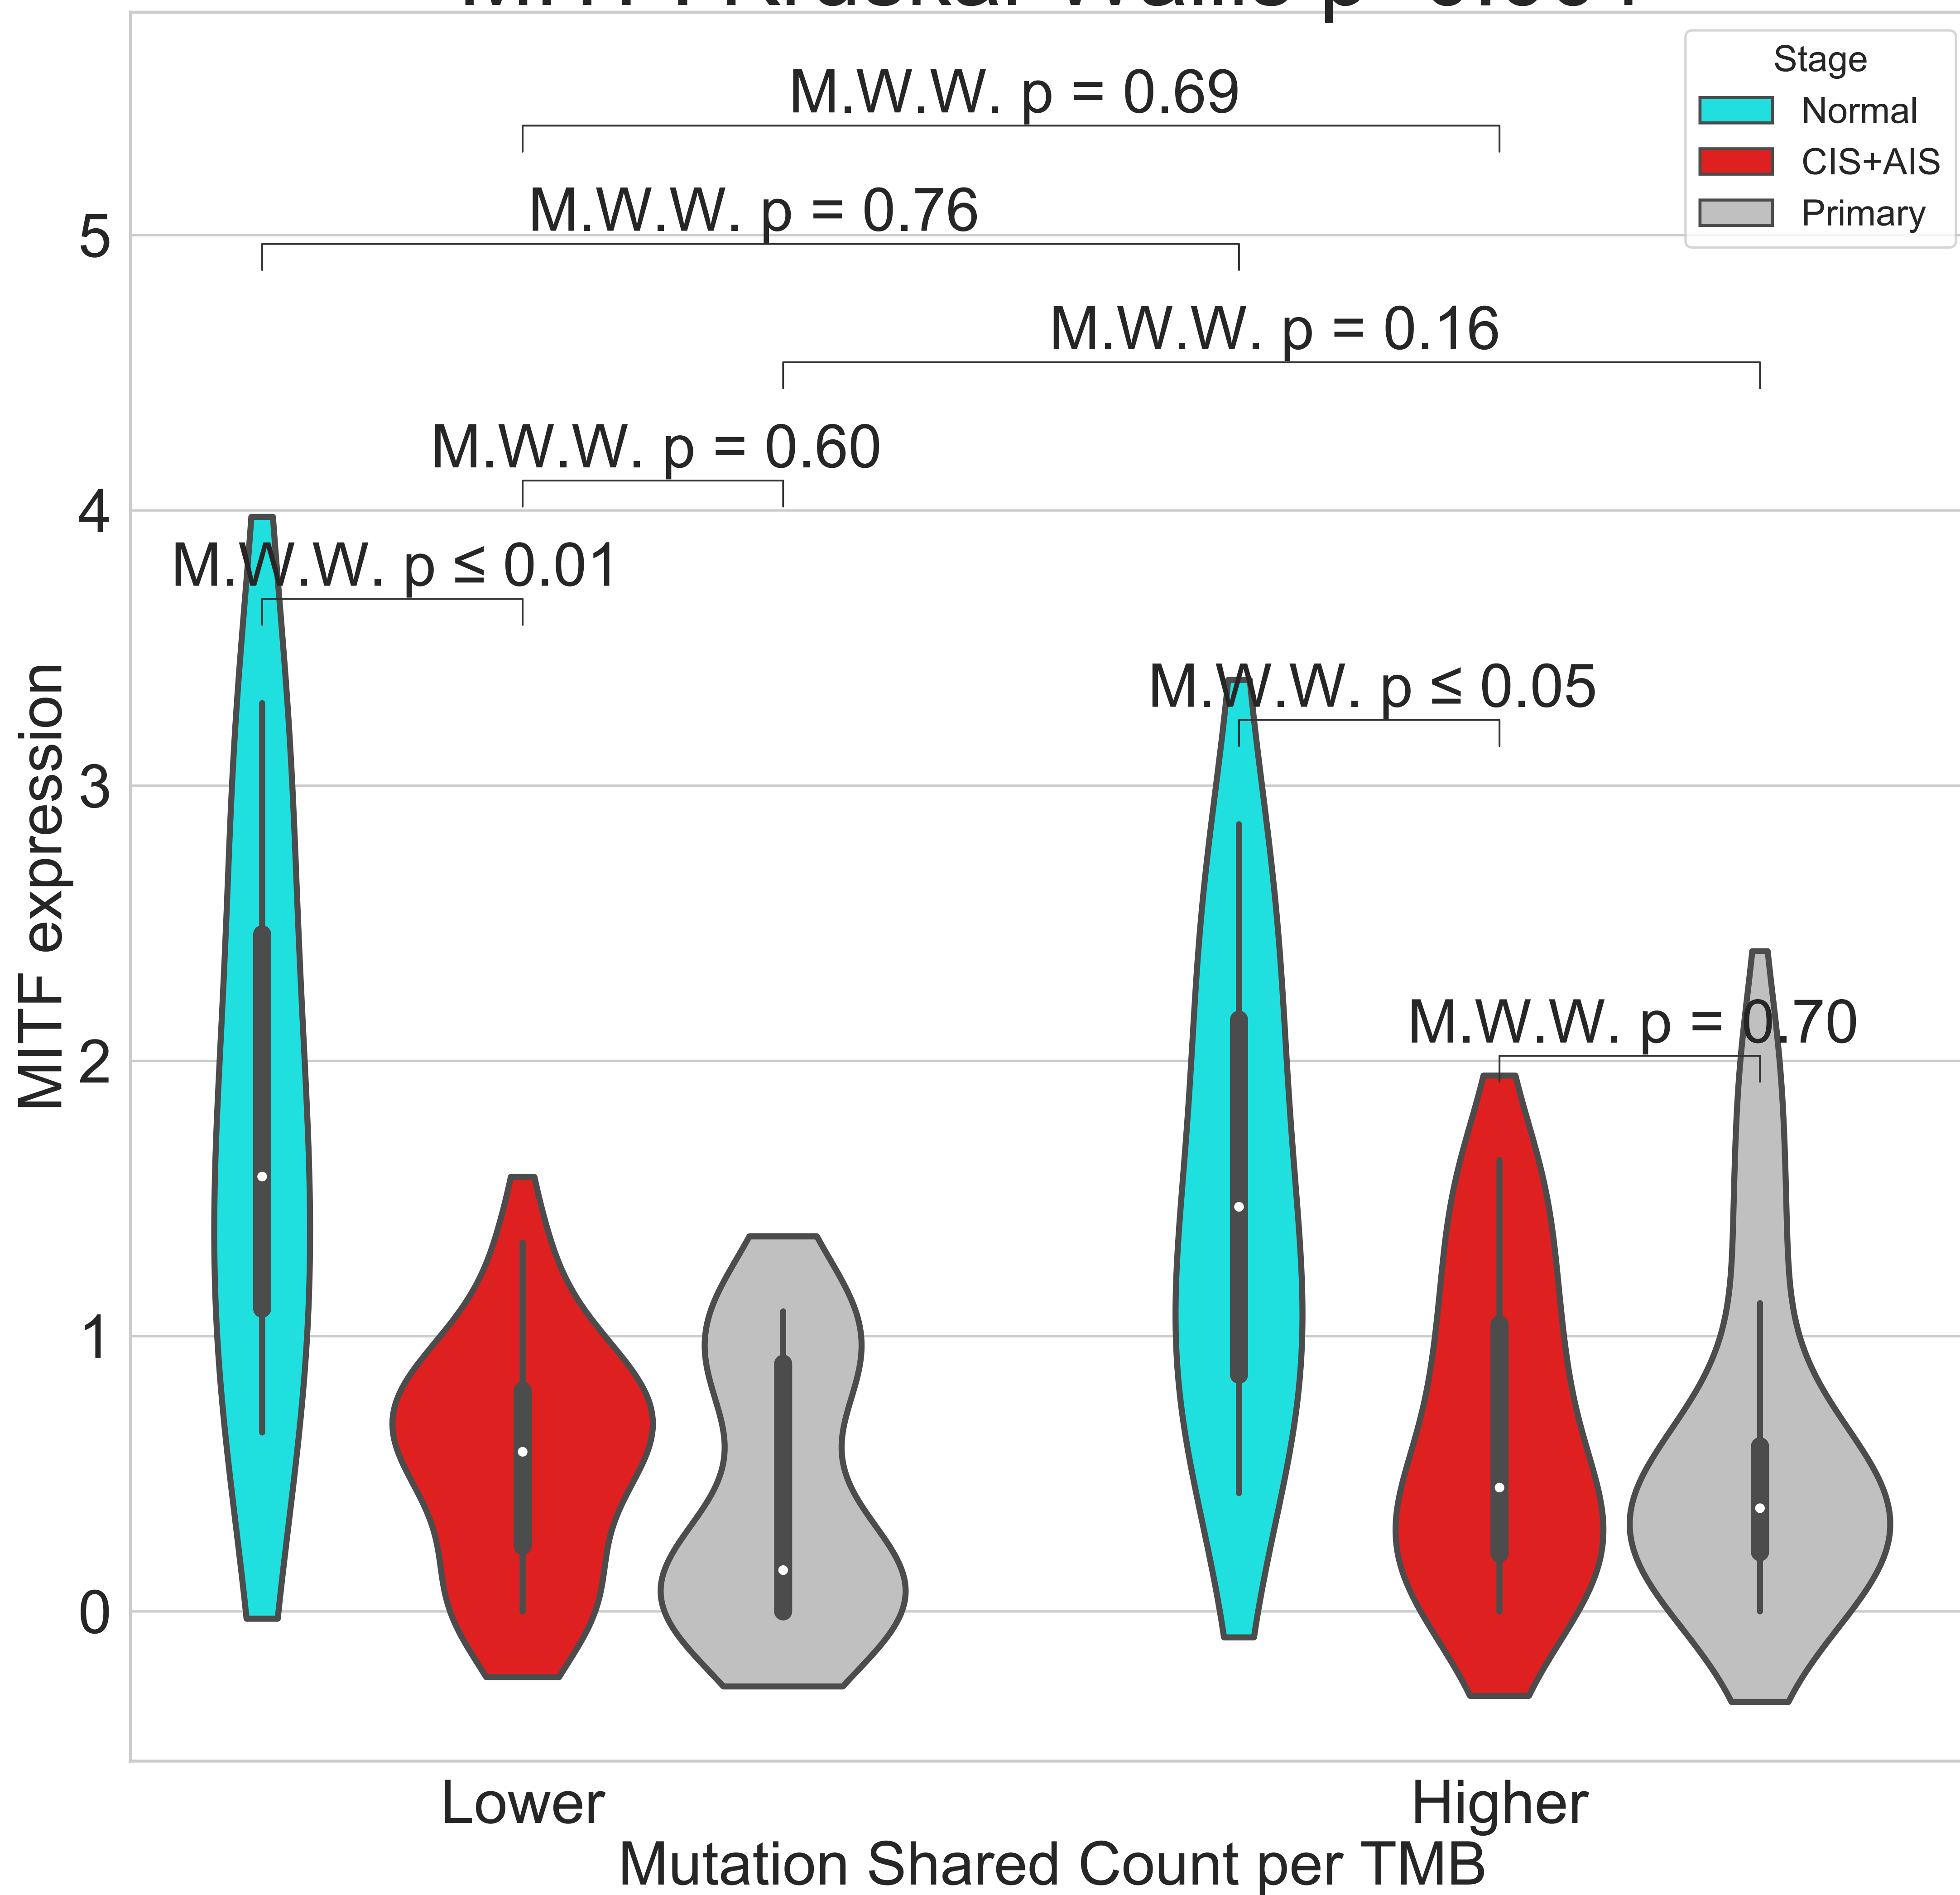 M.W.W. p = 0.69
Stage
Normal
CIS+AIS
Primary
M.W.W. p = 0.76
M.W.W. p = 0.16
M.W.W. p = 0.60
M.W.W. p ≤ 0.01
M.W.W. p ≤ 0.05
M.W.W. p = 0.70
5
4
3
2
1
0
MITF expression
Lower
Higher
Mutation Shared Count per TMB